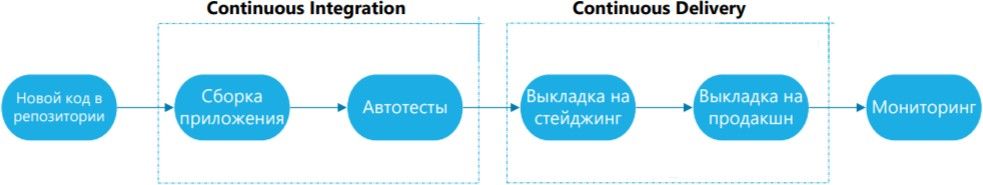 Continuous Integration
Continuous Delivery
Новой код в
репозитории
Сборка
приложения
Автотесты
Выкладка на
стейджинг
Выкладка на
продакшн
Мониторинг